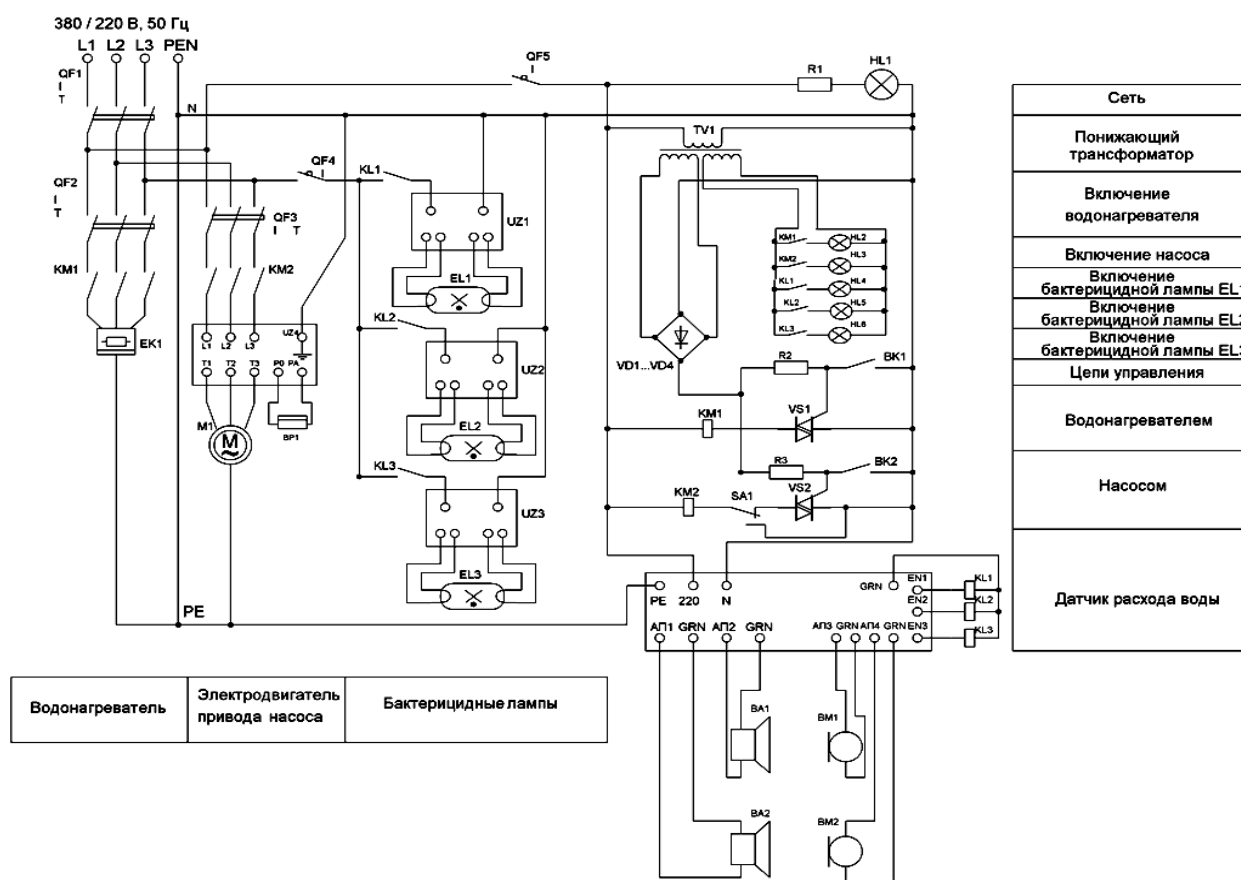 380 / 220 В, 50 Гц
L1 L2 L3 PEN
QF1
I
T
N
QF5
I
R1
HL1
TV1
QF2
I
T
QF4
I
KL1
QF3
I T
UZ1
KM1
KM2
EL1
KL2
UZ4
L1 L2 L3
EK1
T1 T2 T3 P0 PA
M1
M
BP1
UZ2
EL2
KL3
UZ3
EL3
KM1 HL2
KM2 HL3
KL1 HL4
KL2 HL5
KL3 HL6
VD1...VD4
R2
BK1
KM1
VS1
R3
BK2
KM2
SA1
VS2
PE
PE 220 N
GRN
EN1
EN2
EN3
KL1
KL2
KL3
АП1 GRN АП2 GRN
АП3 GRN АП4 GRN
BA1
BM1
BA2
BM2
Сеть
Понижающий
трансформатор
Включение
водонагревателя
Включение насоса
Включение
бактерицидной лампы EL1
Включение
бактерицидной лампы EL2
Включение
бактерицидной лампы EL3
Цепи управления
Водонагревателем
Насосом
Датчик расхода воды
Водонагреватель
Электродвигатель
привода насоса
Бактерицидные лампы